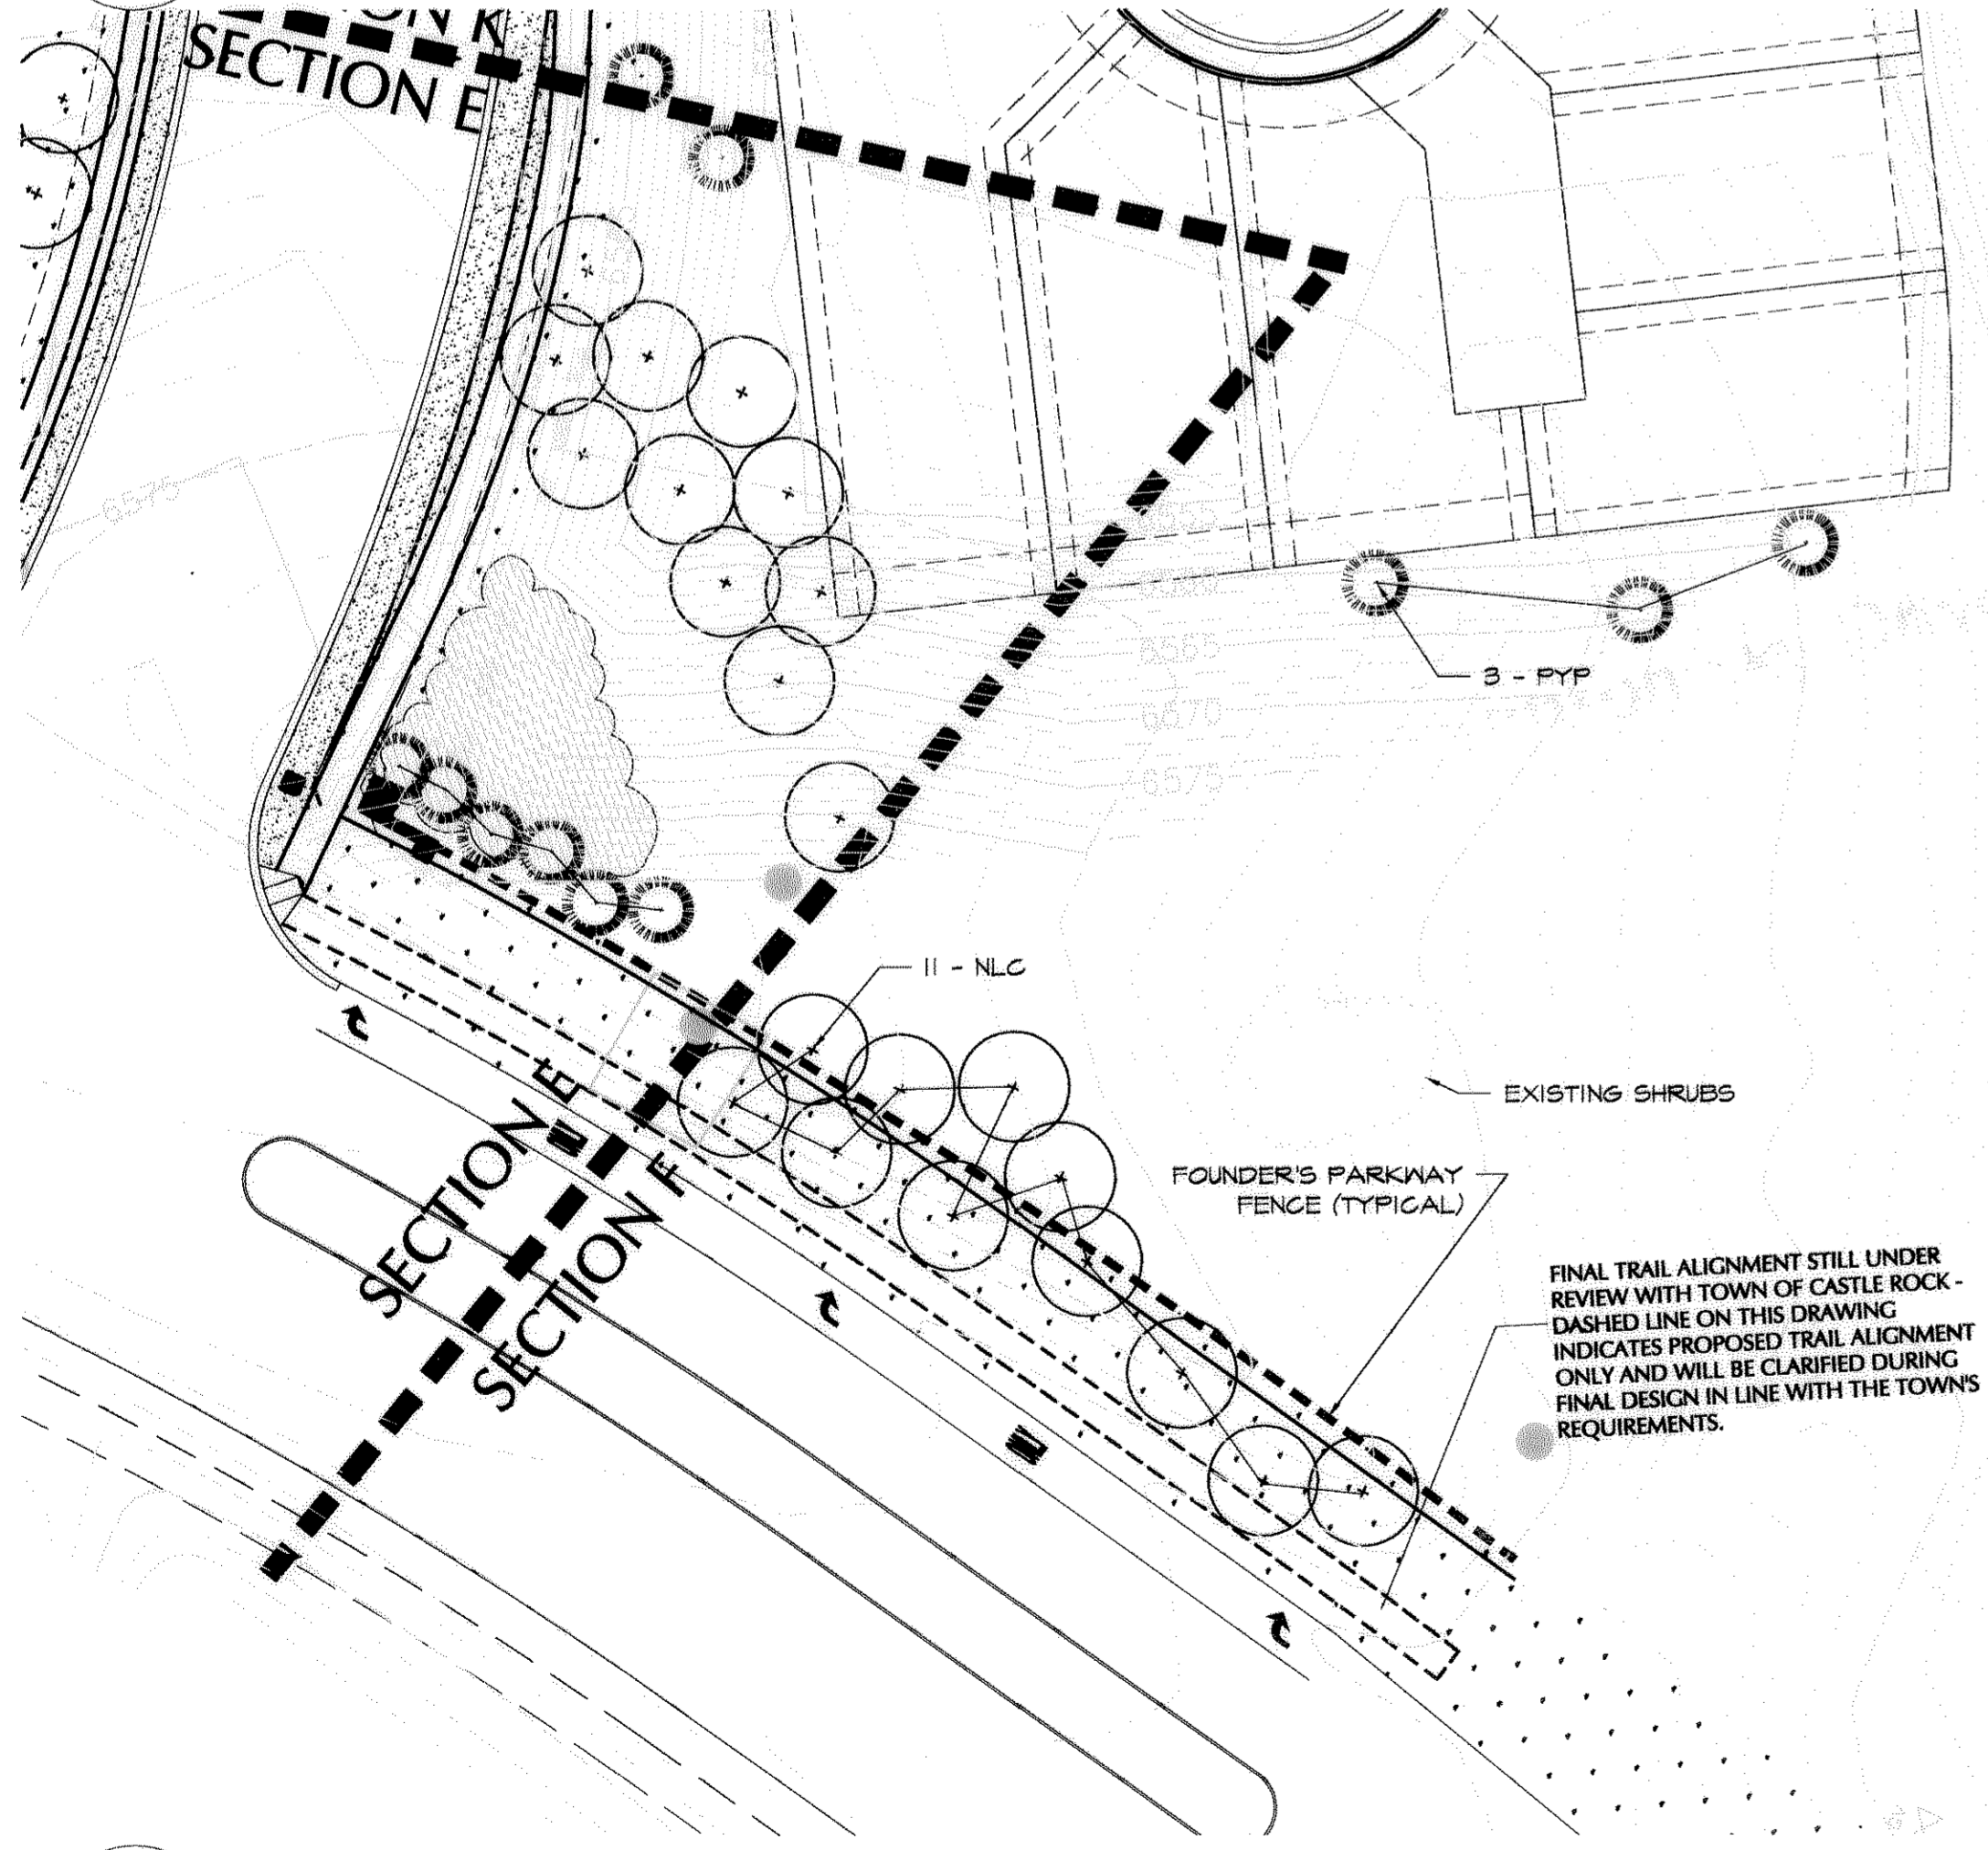 SECTION E
6575
6565
6570
6575
3 - PYP
11 - NLC
EXISTING SHRUBS
FOUNDER'S PARKWAY
FENCE (TYPICAL)
SECTION E
SECTION F
FINAL TRAIL ALIGNMENT STILL UNDER
REVIEW WITH TOWN OF CASTLE ROCK -
DASHED LINE ON THIS DRAWING
INDICATES PROPOSED TRAIL ALIGNMENT
ONLY AND WILL BE CLARIFIED DURING
FINAL DESIGN IN LINE WITH THE TOWN'S
REQUIREMENTS.